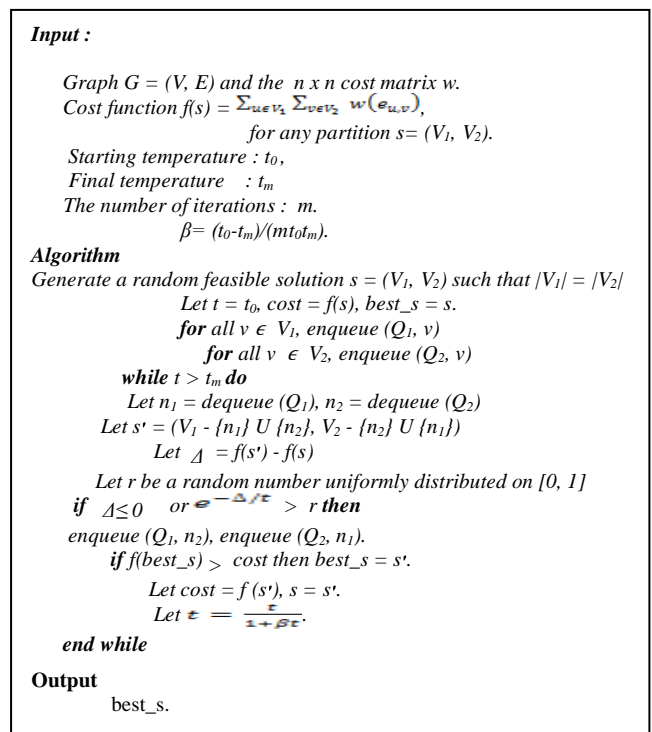 Input :
Graph G = (V, E) and the n x n cost matrix w.
Cost function f(s) = Σ_{uϵV₁} Σ_{vϵV₂} w(e_{u,v}),
for any partition s= (V₁, V₂).
Starting temperature : t₀,
Final temperature : tₘ
The number of iterations : m.
β= (t₀-tₘ)/(mt₀tₘ).
Algorithm
Generate a random feasible solution s = (V₁, V₂) such that |V₁| = |V₂|
Let t = t₀, cost = f(s), best_s = s.
for all v ϵ V₁, enqueue (Q₁, v)
for all v ϵ V₂, enqueue (Q₂, v)
while t > tₘ do
Let n₁ = dequeue (Q₁), n₂ = dequeue (Q₂)
Let s' = (V₁ - {n₁} U {n₂}, V₂ - {n₂} U {n₁})
Let Δ = f(s') - f(s)
Let r be a random number uniformly distributed on [0, 1]
if Δ≤0 or e^{-Δ/t} > r then
enqueue (Q₁, n₂), enqueue (Q₂, n₁).
if f(best_s) > cost then best_s = s'.
Let cost = f (s'), s = s'.
Let t = t/(1+βt).
end while
Output
best_s.